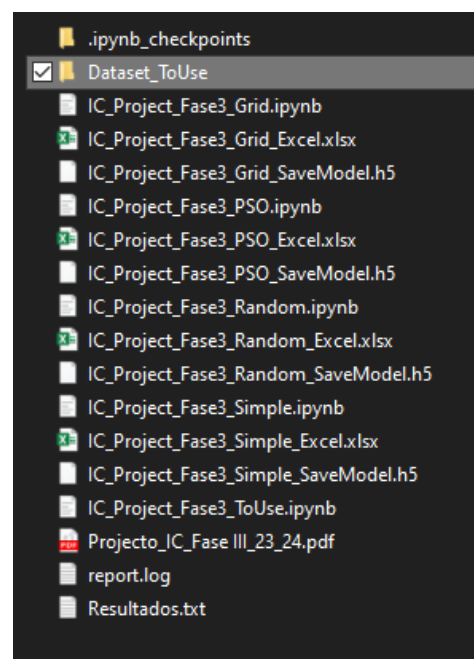 .ipynb_checkpoints
Dataset_ToUse
IC_Project_Fase3_Grid.ipynb
IC_Project_Fase3_Grid_Excel.xlsx
IC_Project_Fase3_Grid_SaveModel.h5
IC_Project_Fase3_PSO.ipynb
IC_Project_Fase3_PSO_Excel.xlsx
IC_Project_Fase3_PSO_SaveModel.h5
IC_Project_Fase3_Random.ipynb
IC_Project_Fase3_Random_Excel.xlsx
IC_Project_Fase3_Random_SaveModel.h5
IC_Project_Fase3_Simple.ipynb
IC_Project_Fase3_Simple_Excel.xlsx
IC_Project_Fase3_Simple_SaveModel.h5
IC_Project_Fase3_ToUse.ipynb
Projecto_IC_Fase III_23_24.pdf
report.log
Resultados.txt